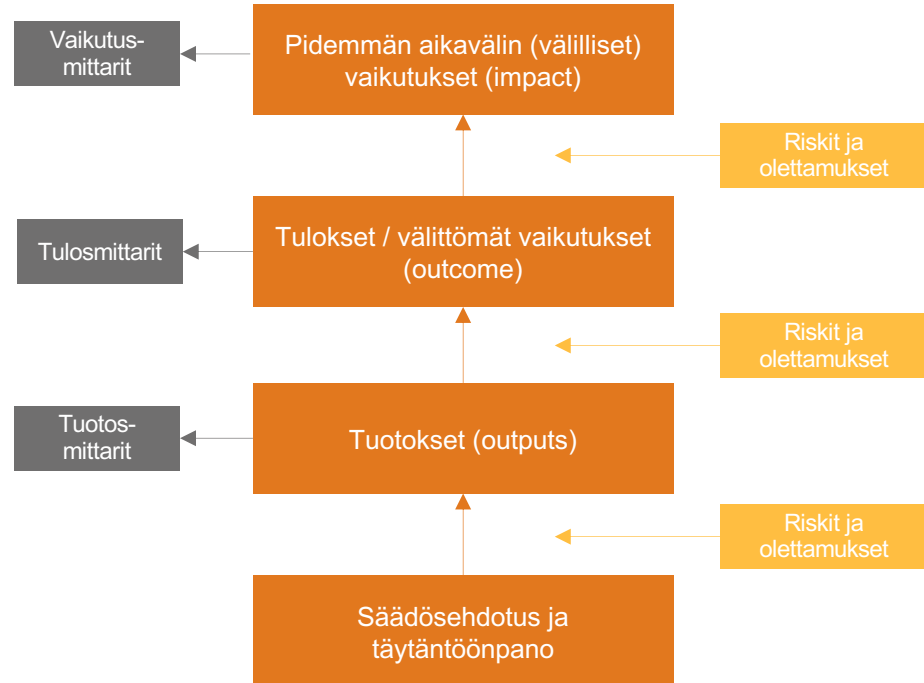 Vaikutus-
mittarit
Pidemmän aikavälin (välilliset)
vaikutukset (impact)
Riskit ja
olettamukset
Tulosmittarit
Tulokset / välittömät vaikutukset
(outcome)
Riskit ja
olettamukset
Tuotos-
mittarit
Tuotokset (outputs)
Riskit ja
olettamukset
Säädösehdotus ja
täytäntöönpano